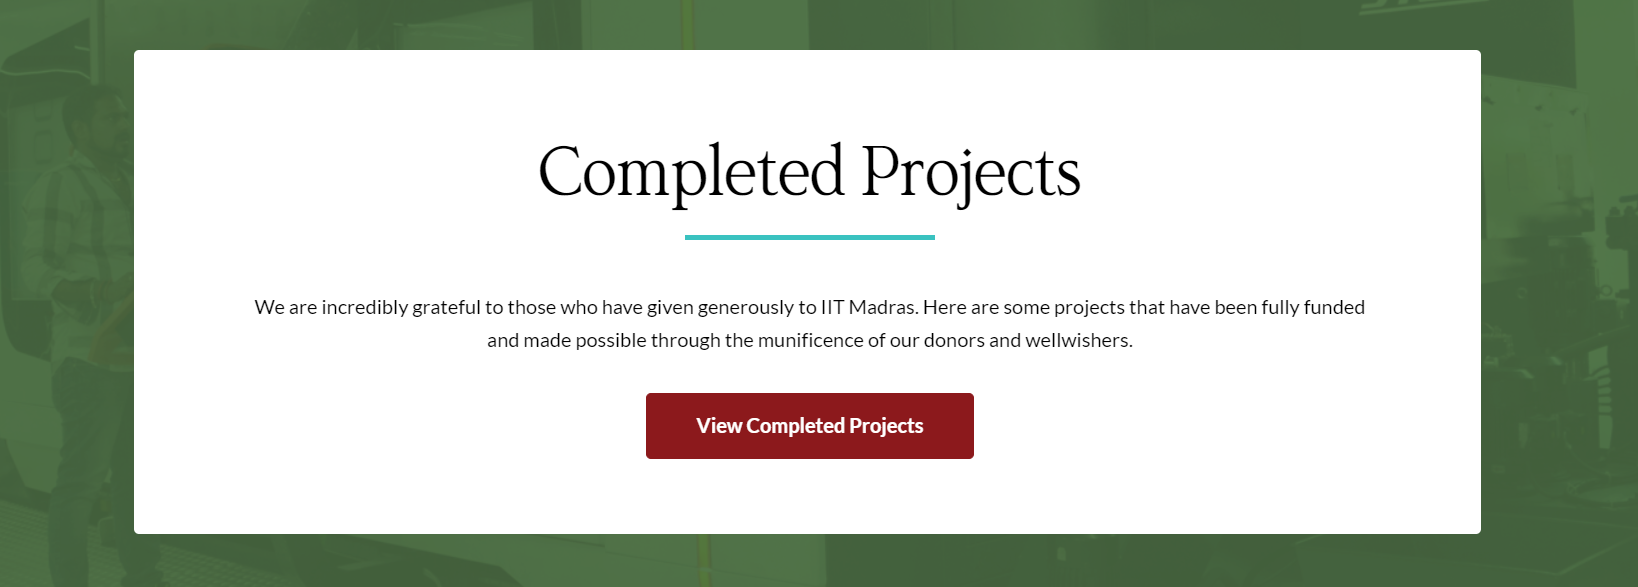 Completed Projects
We are incredibly grateful to those who have given generously to IIT Madras. Here are some projects that have been fully funded
and made possible through the munificence of our donors and wellwishers.
View Completed Projects